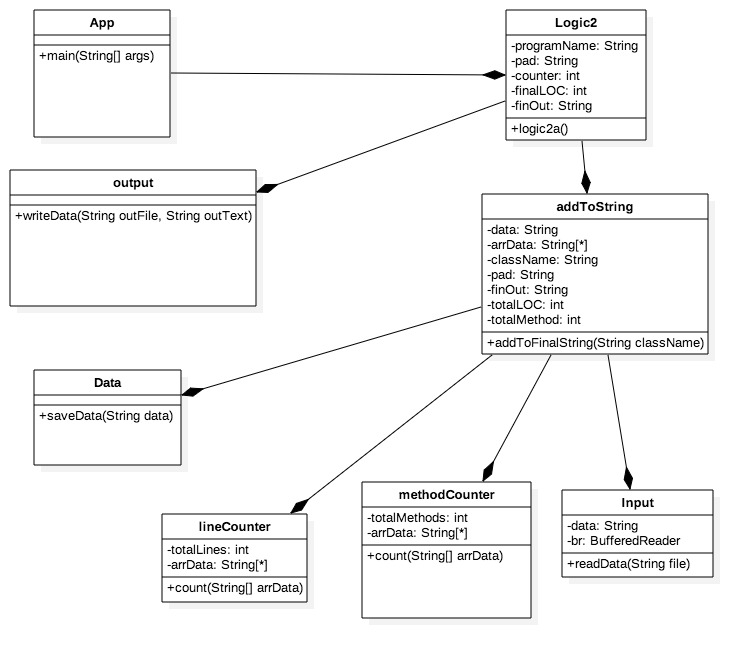 App
+main(String[] args)
Logic2
-programName: String
-pad: String
-counter: int
-finalLOC: int
-finOut: String
+logic2a()
output
+writeData(String outFile, String outText)
addToString
-data: String
-arrData: String[*]
-className: String
-pad: String
-finOut: String
-totalLOC: int
-totalMethod: int
+addToFinalString(String className)
Data
+saveData(String data)
lineCounter
-totalLines: int
-arrData: String[*]
+count(String[] arrData)
methodCounter
-totalMethods: int
-arrData: String[*]
+count(String[] arrData)
Input
-data: String
-br: BufferedReader
+readData(String file)